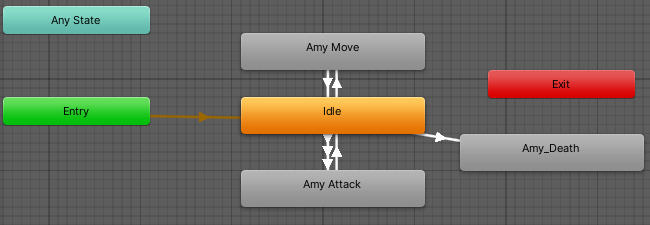 Any State
Amy Move
Exit
Entry
Idle
Amy_Death
Amy Attack